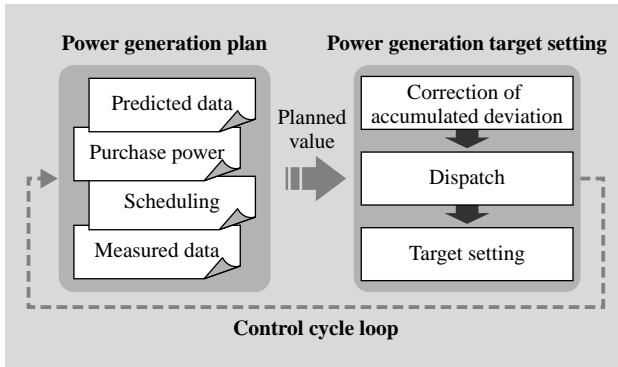 Power generation plan
Predicted data
Purchase power
Scheduling
Measured data
Planned
value
Power generation target setting
Correction of
accumulated deviation
Dispatch
Target setting
Control cycle loop